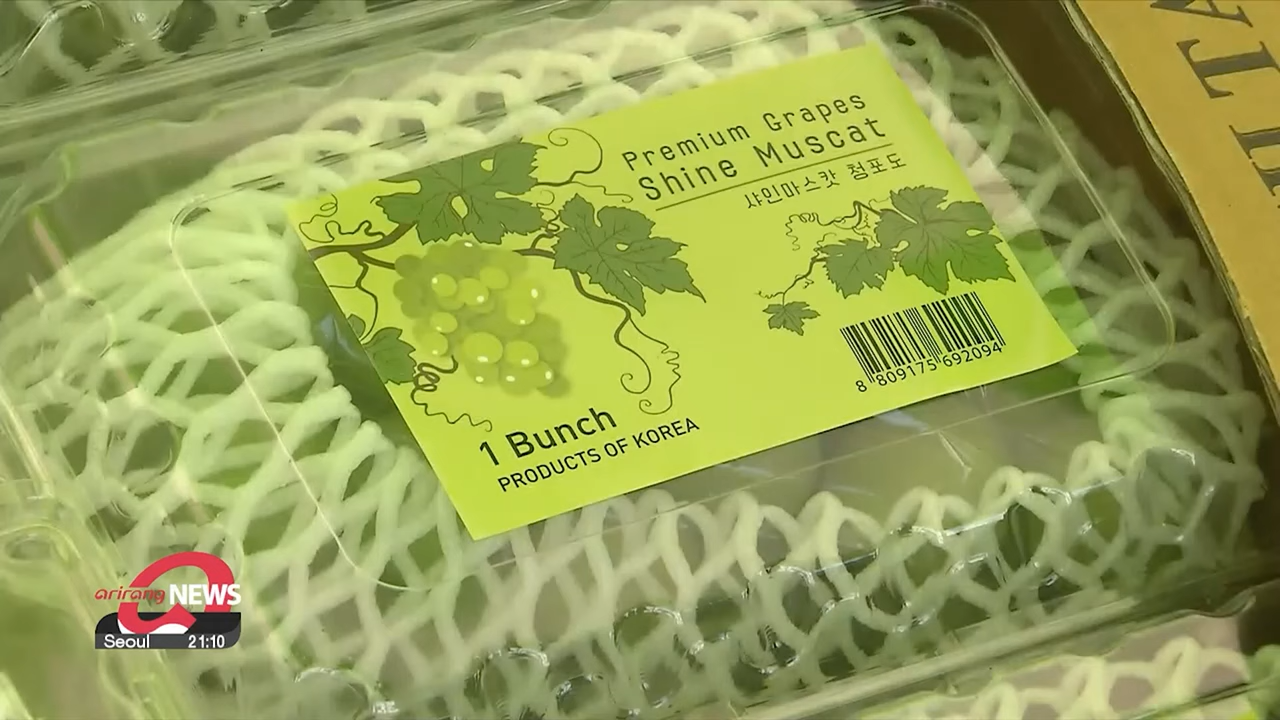 Premium Grapes
Shine Muscat
샤인마스캇 청포도
8 809175 692094
1 Bunch
PRODUCTS OF KOREA
arirang NEWS
Seoul 21:10